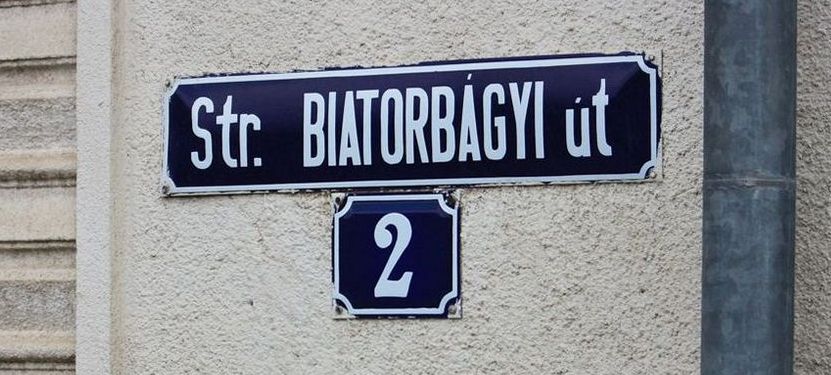 Str. BIATORBÁGYI út
2